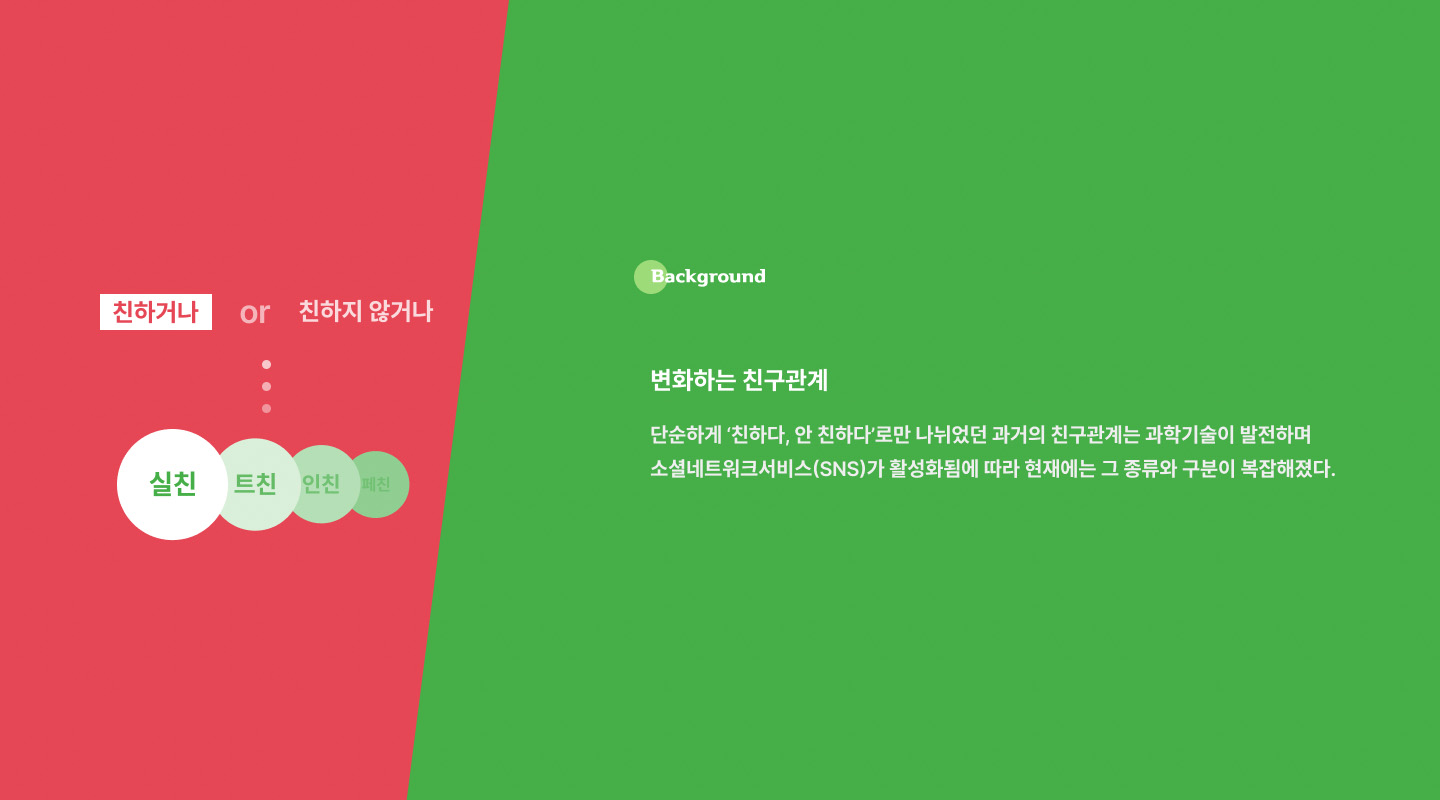 친하거나 or 친하지 않거나
실친 트친 인친 페친
Background
변화하는 친구관계
단순하게 ‘친하다, 안 친하다’로만 나뉘었던 과거의 친구관계는 과학기술이 발전하며
소셜네트워크서비스(SNS)가 활성화됨에 따라 현재에는 그 종류와 구분이 복잡해졌다.